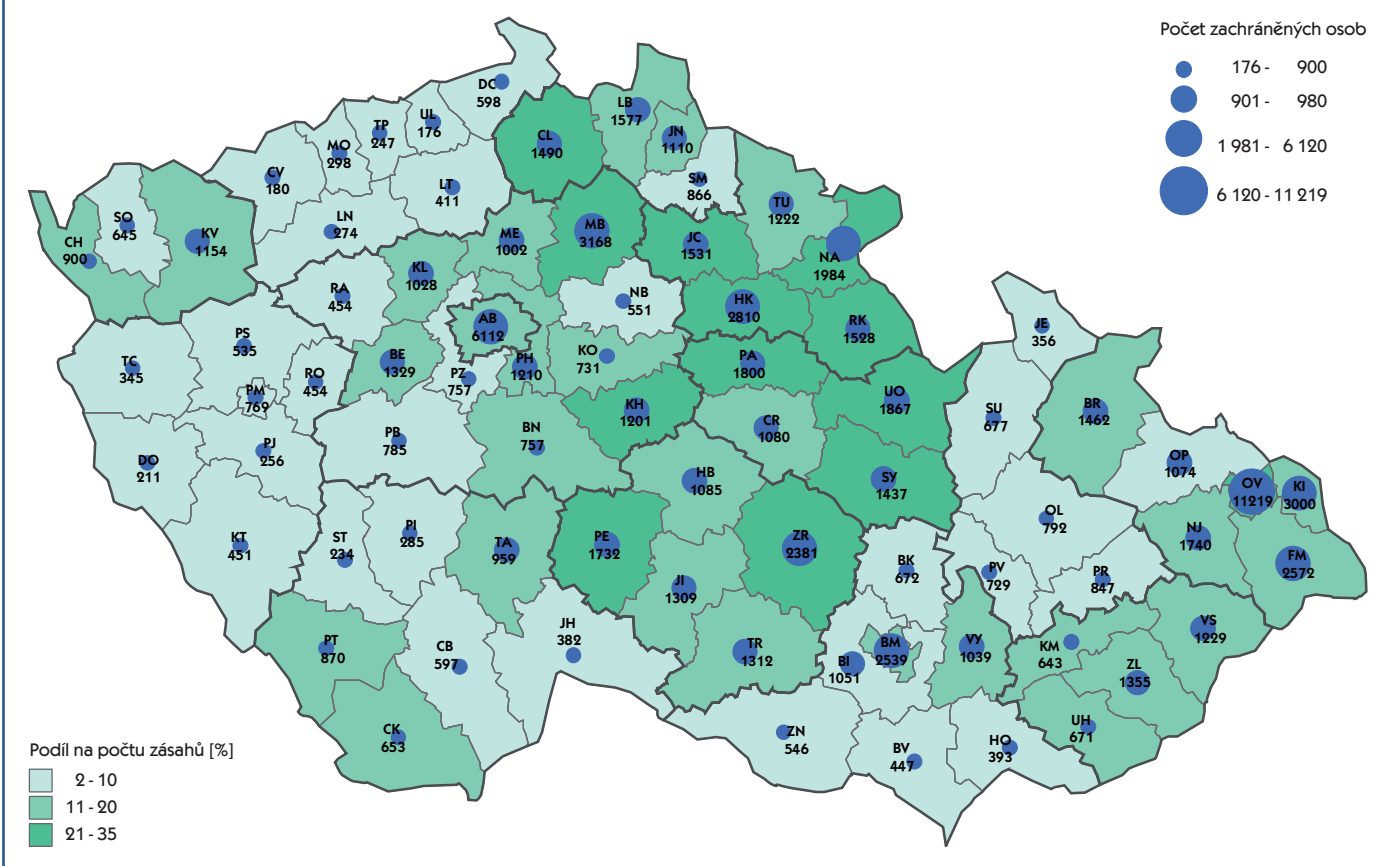 Počet zachráněných osob
176 - 900
901 - 980
1 981 - 6 120
6 120 - 11 219
DC
598
LB
1577
UL
176
TP
247
CL
1490
JN
1110
MO
298
CV
180
LT
411
SM
866
TU
1222
SO
645
LN
274
KV
1154
CH
900
ME
1002
MB
3168
JC
1531
NA
1984
KL
1028
RA
454
NB
551
HK
2810
AB
6112
RK
1528
JE
356
PS
535
TC
345
BE
1329
PH
1210
KO
731
PA
1800
RO
454
PZ
757
PM
769
UO
1867
KH
1201
SU
677
BR
1462
CR
1080
BN
757
PB
785
PJ
256
DO
211
OP
1074
HB
1085
SY
1437
OV
11219
KI
3000
OL
792
NJ
1740
PI
285
ST
234
KT
451
TA
959
PE
1732
ZR
2381
FM
2572
BK
672
PV
729
PR
847
JI
1309
JH
382
VS
1229
PT
870
CB
597
TR
1312
BI
1051
BM
2539
VY
1039
KM
643
ZL
1355
CK
653
ZN
546
UH
671
HO
393
BV
447
Podíl na počtu zásahů [%]
2 - 10
11 - 20
21 - 35